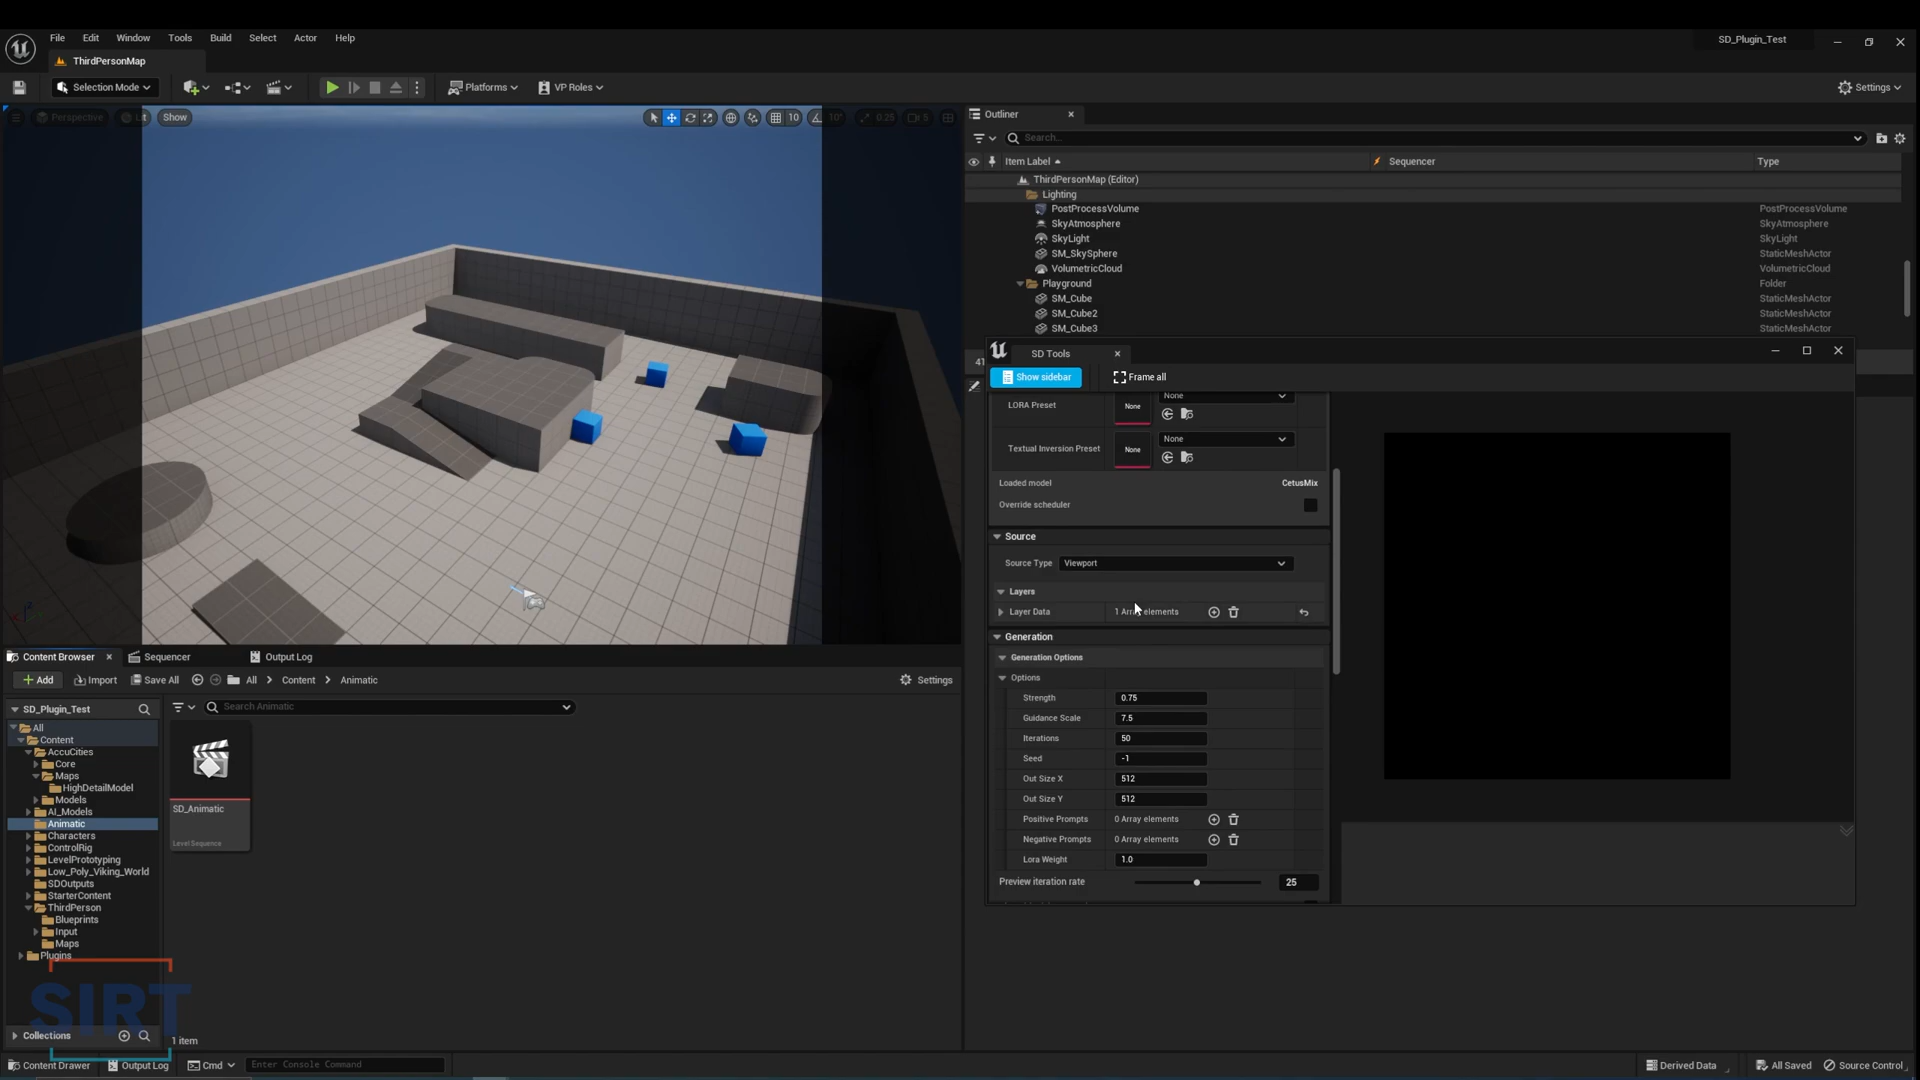 File Edit Window Tools Build Select Actor Help
SD_Plugin_Test
ThirdPersonMap
Selection Mode
Platforms
VP Roles
Settings
Perspective Lit Show
10 10° 0.25 5
Outliner
Search...
Item Label Sequencer Type
ThirdPersonMap (Editor)
Lighting
PostProcessVolume PostProcessVolume
SkyAtmosphere SkyAtmosphere
SkyLight SkyLight
SM_SkySphere StaticMeshActor
VolumetricCloud VolumetricCloud
Playground Folder
SM_Cube StaticMeshActor
SM_Cube2 StaticMeshActor
SM_Cube3 StaticMeshActor
SD Tools
Show sidebar Frame all
LORA Preset None None
Textual Inversion Preset None None
Loaded model CetusMix
Override scheduler
Source
Source Type Viewport
Layers
Layer Data 1 Array elements
Generation
Generation Options
Options
Strength 0.75
Guidance Scale 7.5
Iterations 50
Seed -1
Out Size X 512
Out Size Y 512
Positive Prompts 0 Array elements
Negative Prompts 0 Array elements
Lora Weight 1.0
Preview iteration rate 25
Content Browser Sequencer Output Log
Add Import Save All All Content Animatic Settings
SD_Plugin_Test
Search Animatic
All
Content
AccuCities
Core
Maps
HighDetailModel
Models
AI_Models
Animatic
Characters
ControlRig
LevelPrototyping
Low_Poly_Viking_World
SDOutputs
StarterContent
ThirdPerson
Blueprints
Input
Maps
Plugins
SD_Animatic
Level Sequence
SIRT
Collections
1 item
Content Drawer Output Log Cmd Enter Console Command Derived Data All Saved Source Control